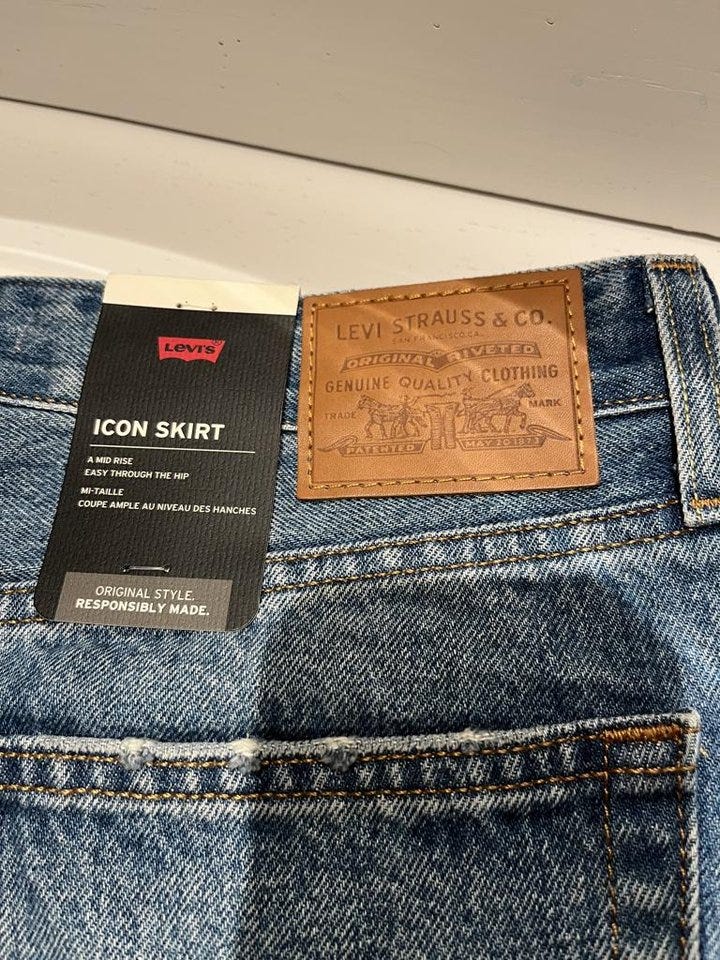 LEVI'S
ICON SKIRT
A MID RISE
EASY THROUGH THE HIP
MI-TAILLE
COUPE AMPLE AU NIVEAU DES HANCHES
ORIGINAL STYLE.
RESPONSIBLY MADE.
LEVI STRAUSS & CO.
SAN FRANCISCO, CA
ORIGINAL RIVETED
GENUINE QUALITY CLOTHING
TRADE MARK
PATENTED MAY 20 1873